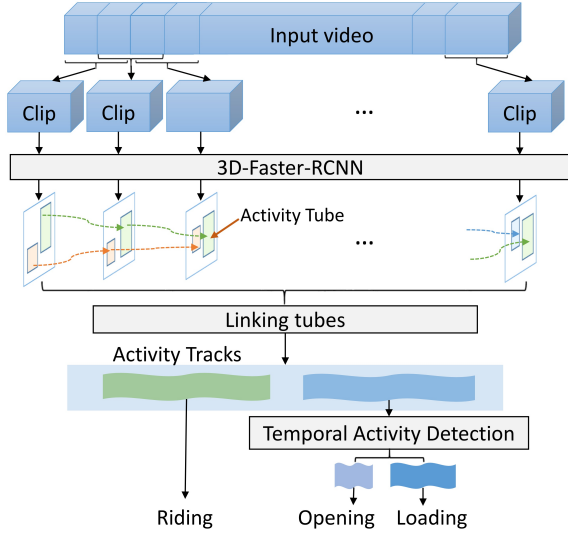 Input video
Clip
Clip
...
Clip
3D-Faster-RCNN
Activity Tube
...
Linking tubes
Activity Tracks
Temporal Activity Detection
Riding
Opening
Loading